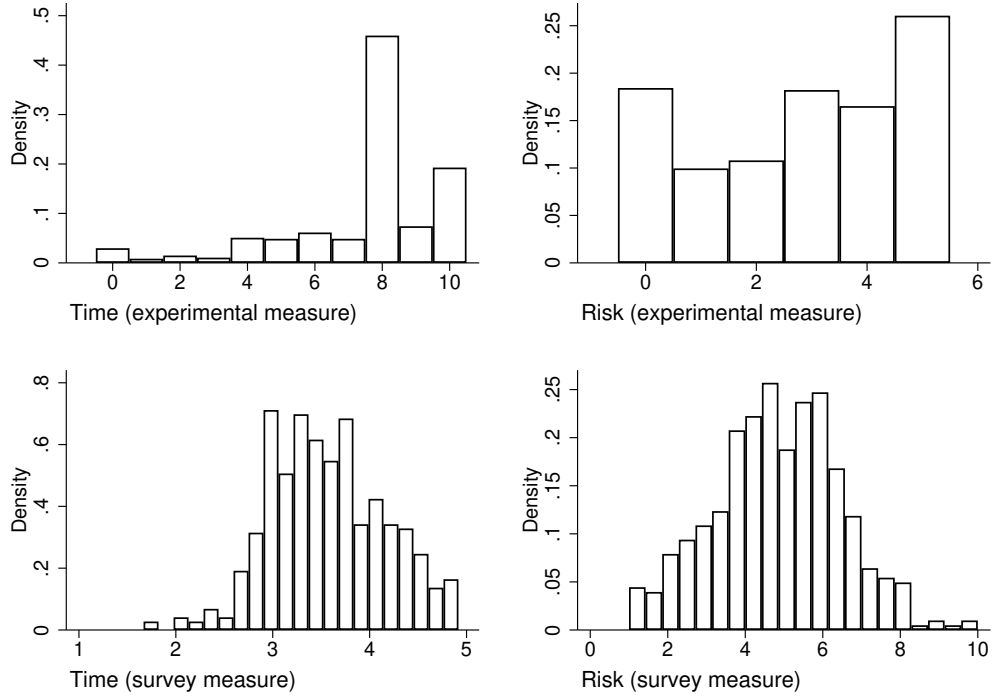 Density
0 .1 .2 .3 .4 .5
0 2 4 6 8 10
Time (experimental measure)
Density
0 .05 .1 .15 .2 .25
0 2 4 6
Risk (experimental measure)
Density
0 .2 .4 .6 .8
1 2 3 4 5
Time (survey measure)
Density
0 .05 .1 .15 .2 .25
0 2 4 6 8 10
Risk (survey measure)